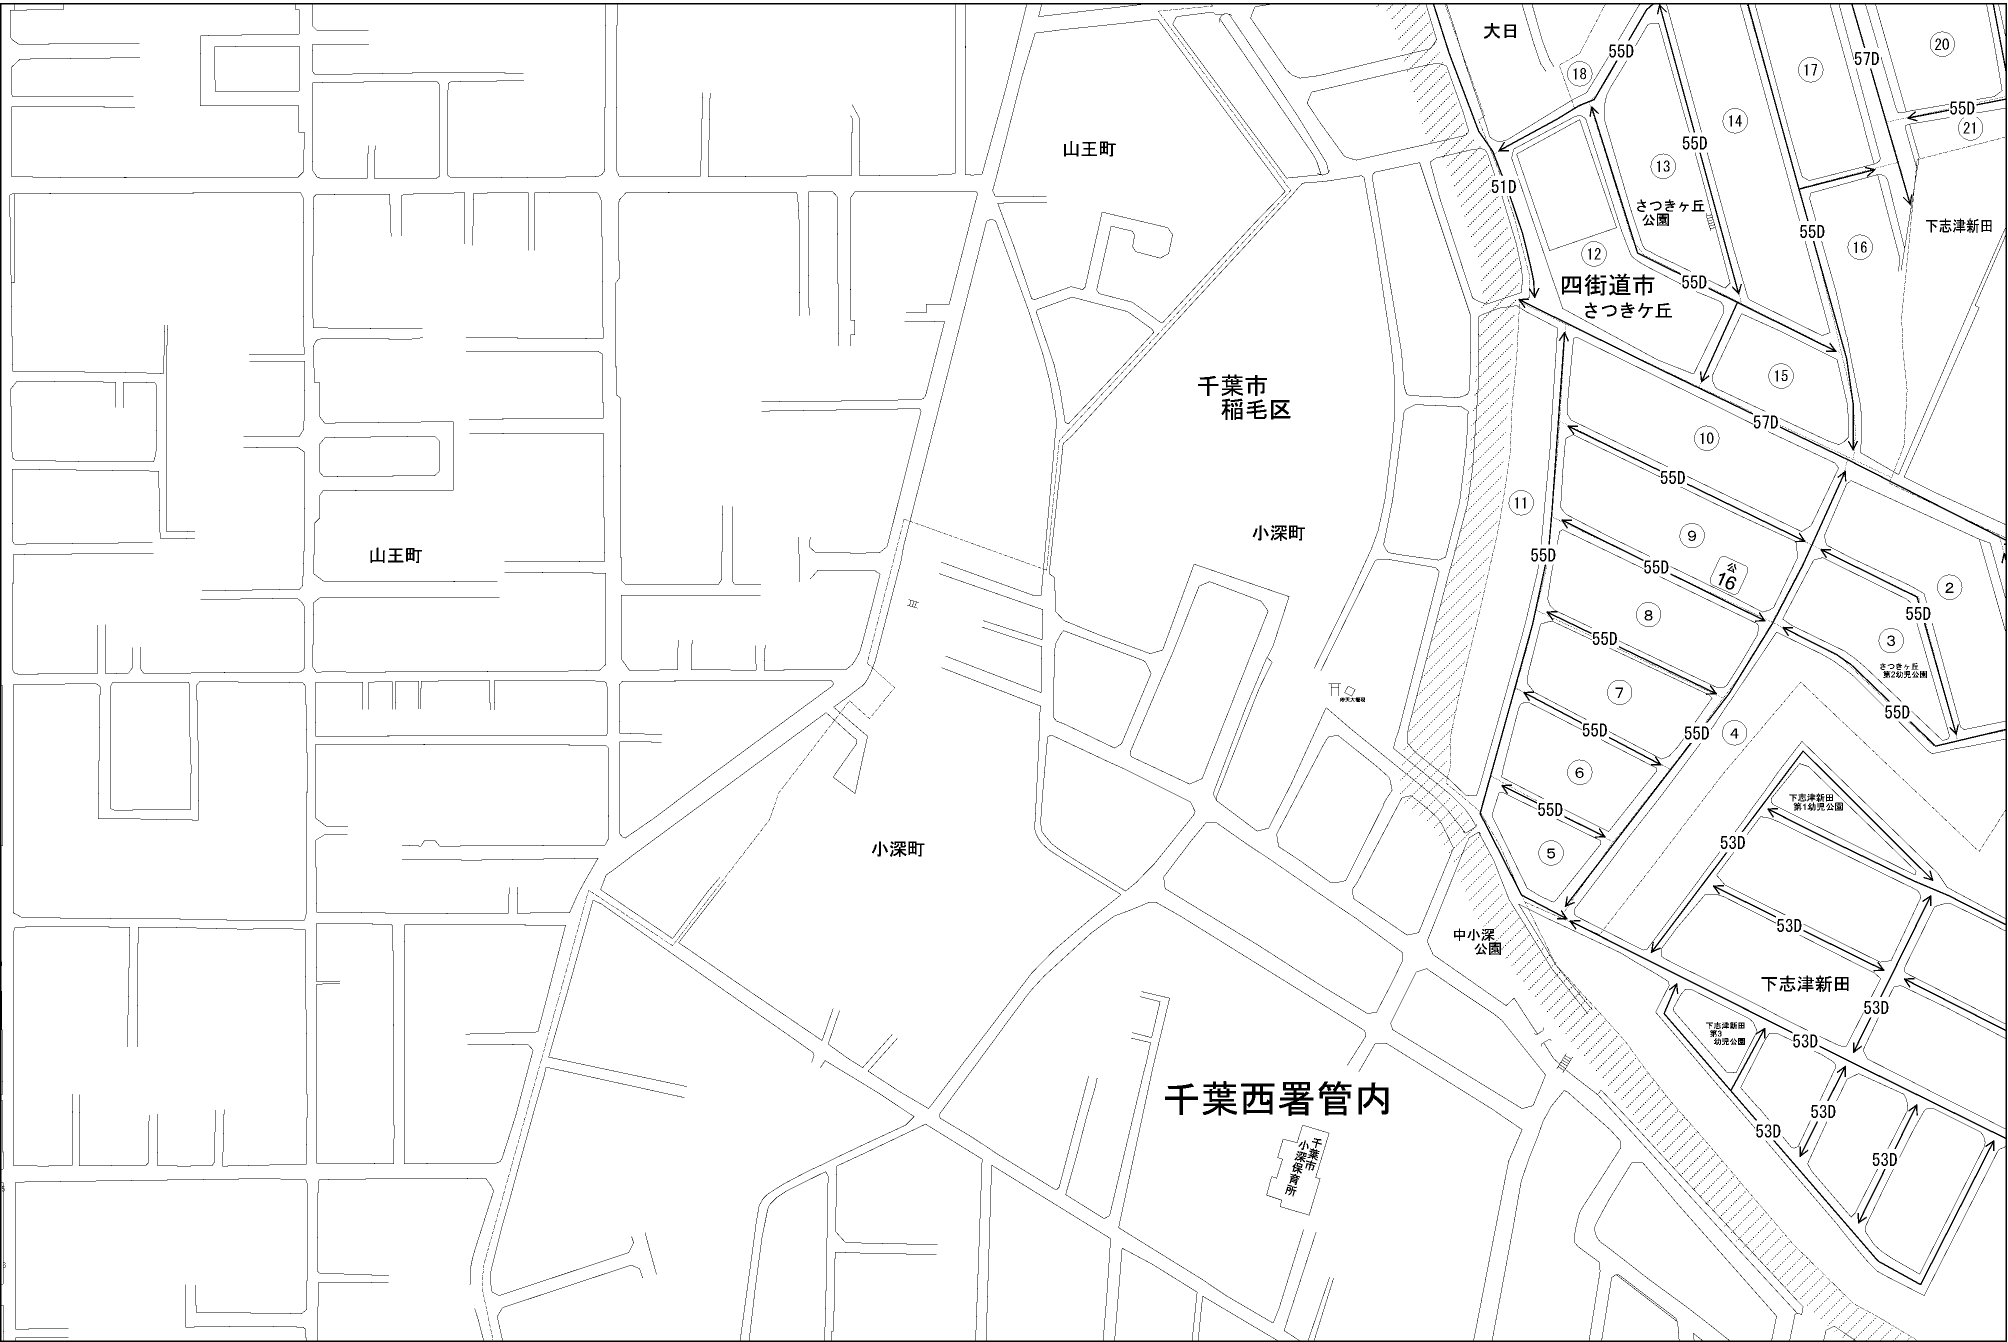 大日
18
55D
17
57D
20
55D
21
14
55D
13
山王町
51D
さつきヶ丘
公園
55D
16
下志津新田
12
55D
四街道市
さつきケ丘
15
千葉市
稲毛区
57D
10
55D
11
小深町
9
山王町
55D
55D
公
16
2
8
55D
55D
3
さつきヶ丘
第2幼児公園
7
55D
55D
55D
4
6
下志津新田
第1幼児公園
55D
53D
小深町
5
53D
中小深
公園
下志津新田
53D
下志津新田
第3
幼児公園
53D
千葉西署管内
53D
53D
53D
千葉市
小深保育所